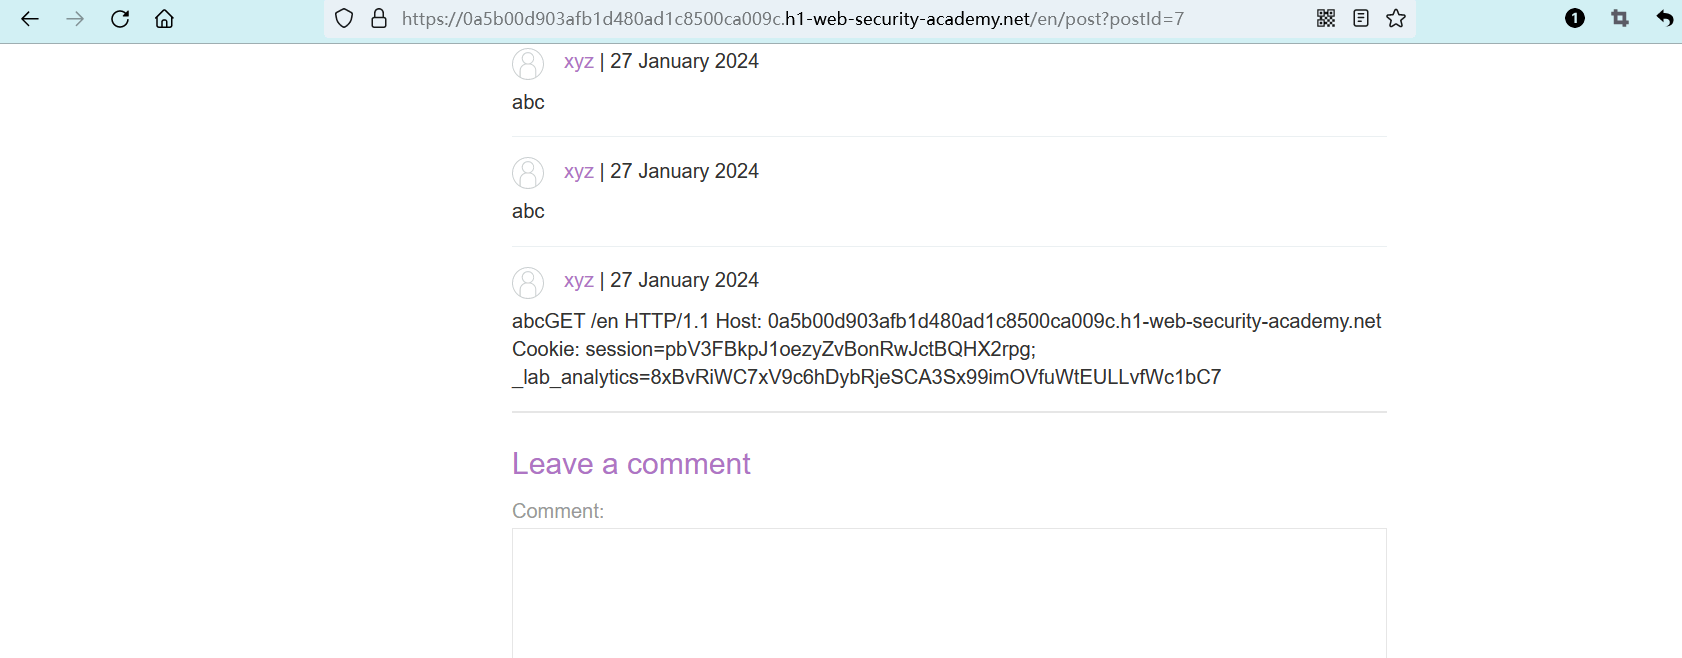 https://0a5b00d903afb1d480ad1c8500ca009c.h1-web-security-academy.net/en/post?postId=7
1
xyz | 27 January 2024
abc
xyz | 27 January 2024
abc
xyz | 27 January 2024
abcGET /en HTTP/1.1 Host: 0a5b00d903afb1d480ad1c8500ca009c.h1-web-security-academy.net
Cookie: session=pbV3FBkpJ1oezyZvBonRwJctBQHX2rpg;
_lab_analytics=8xBvRiWC7xV9c6hDybRjeSCA3Sx99imOVfuWtEULLvfWc1bC7
Leave a comment
Comment: